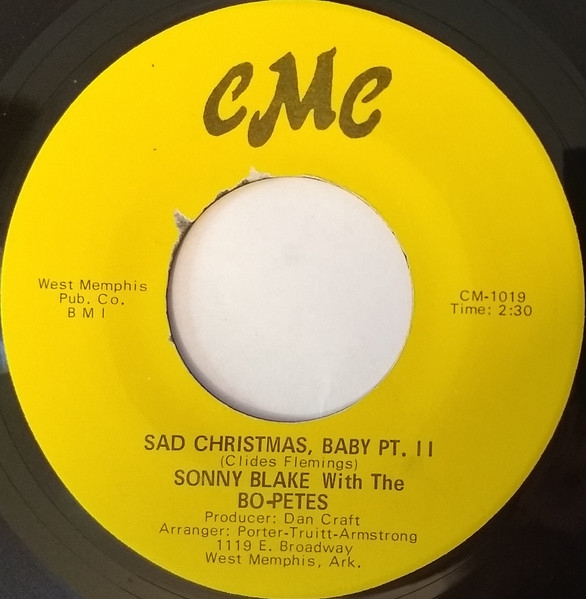 CMC
West Memphis
Pub. Co.
BMI
CM-1019
Time: 2:30
SAD CHRISTMAS, BABY PT. II
(Clides Flemings)
SONNY BLAKE With The
BO-PETES
Producer: Dan Craft
Arranger: Porter-Truitt-Armstrong
1119 E. Broadway
West Memphis, Ark.